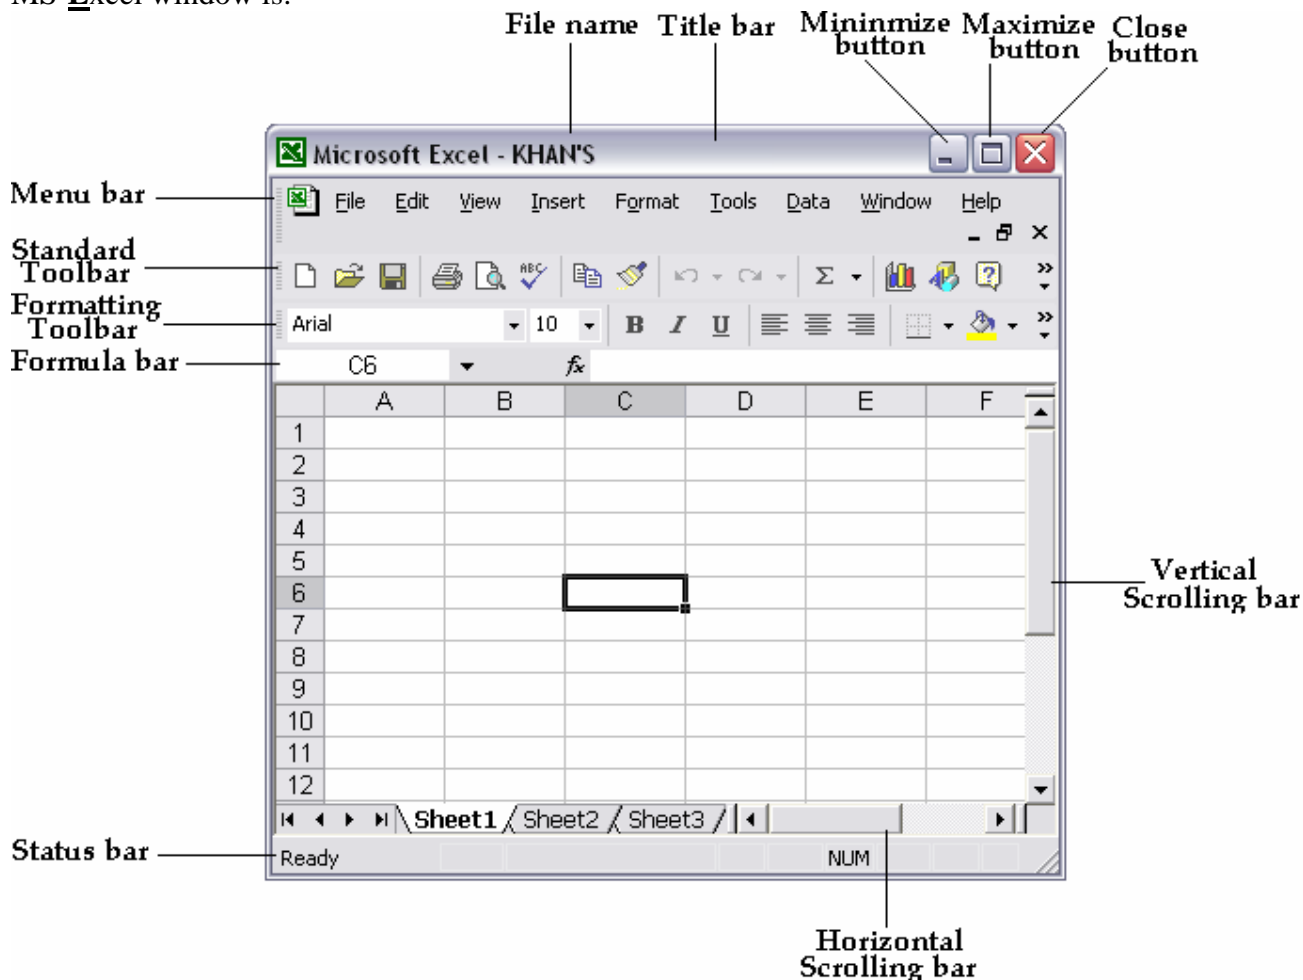 MS-Excel window is:
File name Title bar Mininmize button Maximize button Close button
Microsoft Excel - KHAN'S
Menu bar
File Edit View Insert Format Tools Data Window Help
Standard
Toolbar
ABC Σ ?
Formatting
Toolbar
Arial 10 B I U
Formula bar
C6 fx
A B C D E F
1
2
3
4
5
6
7
8
9
10
11
12
Vertical
Scrolling bar
Sheet1 Sheet2 Sheet3
Status bar
Ready NUM
Horizontal
Scrolling bar